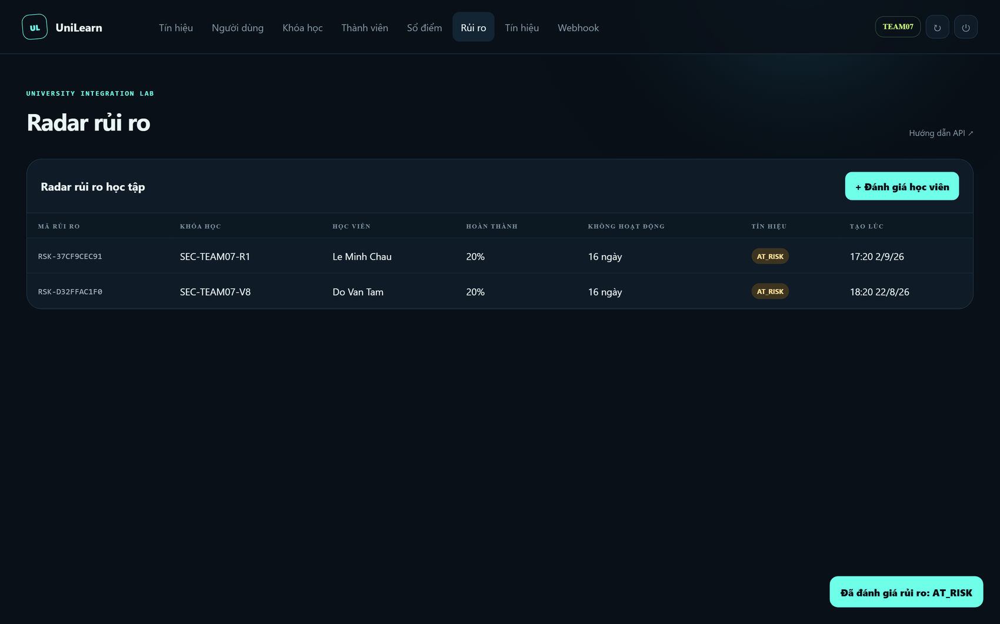 UL UniLearn Tín hiệu Người dùng Khóa học Thành viên Sổ điểm Rủi ro Tín hiệu Webhook TEAM07
UNIVERSITY INTEGRATION LAB
Radar rủi ro
Hướng dẫn API ↗
Radar rủi ro học tập + Đánh giá học viên
MÃ RỦI RO KHÓA HỌC HỌC VIÊN HOÀN THÀNH KHÔNG HOẠT ĐỘNG TÍN HIỆU TẠO LÚC
RSK-37CF9CEC91 SEC-TEAM07-R1 Le Minh Chau 20% 16 ngày AT_RISK 17:20 2/9/26
RSK-D32FFAC1F0 SEC-TEAM07-V8 Do Van Tam 20% 16 ngày AT_RISK 18:20 22/8/26
Đã đánh giá rủi ro: AT_RISK